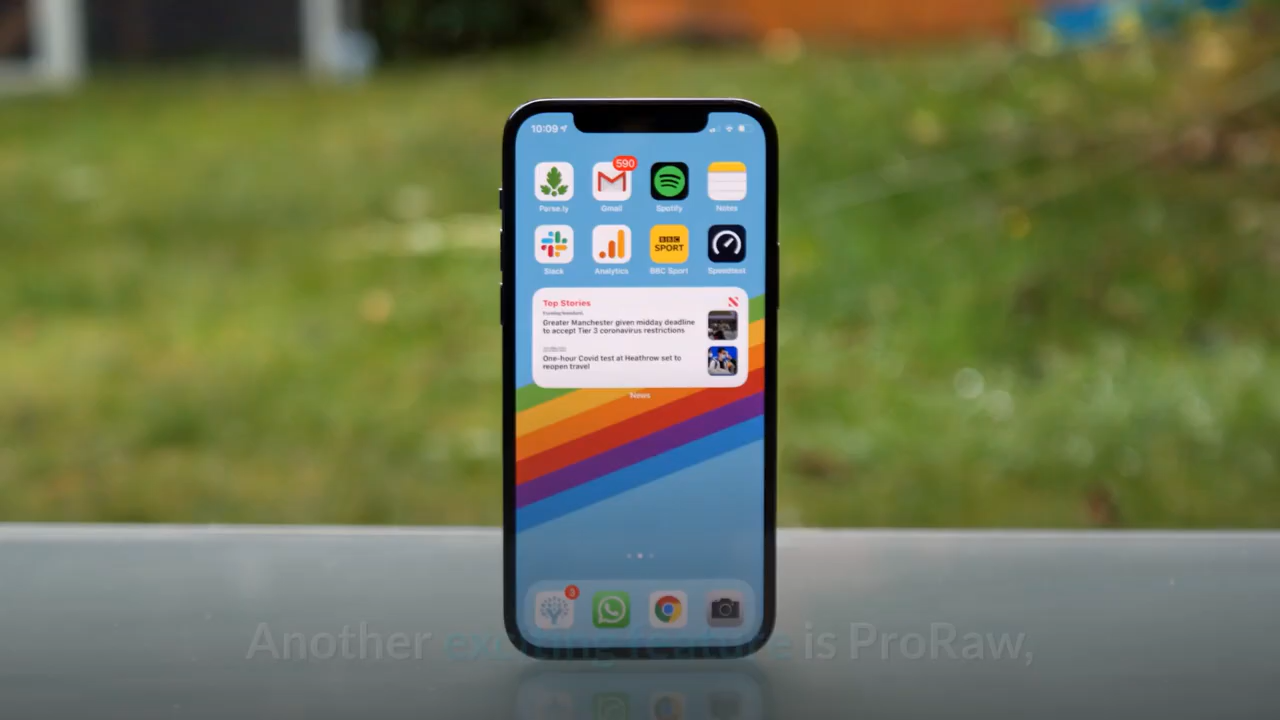 10:09
590
Parse.ly Gmail Spotify Notes
BBC
SPORT
Slack Analytics BBC Sport Speedtest
Top Stories
Greater Manchester given midday deadline
to accept Tier 3 coronavirus restrictions
One-hour Covid test at Heathrow set to
reopen travel
News
3
Another exciting feature is ProRaw,